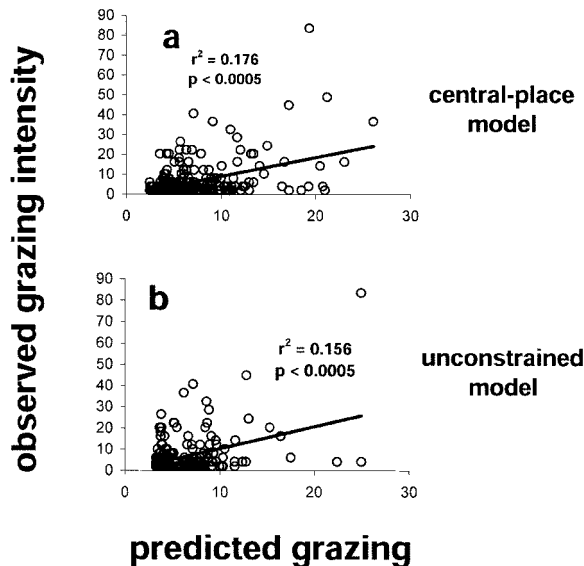 observed grazing intensity
a
r² = 0.176
p < 0.0005
90
80
70
60
50
40
30
20
10
0
0 10 20 30
central-place
model
b
r² = 0.156
p < 0.0005
90
80
70
60
50
40
30
20
10
0
0 10 20 30
unconstrained
model
predicted grazing